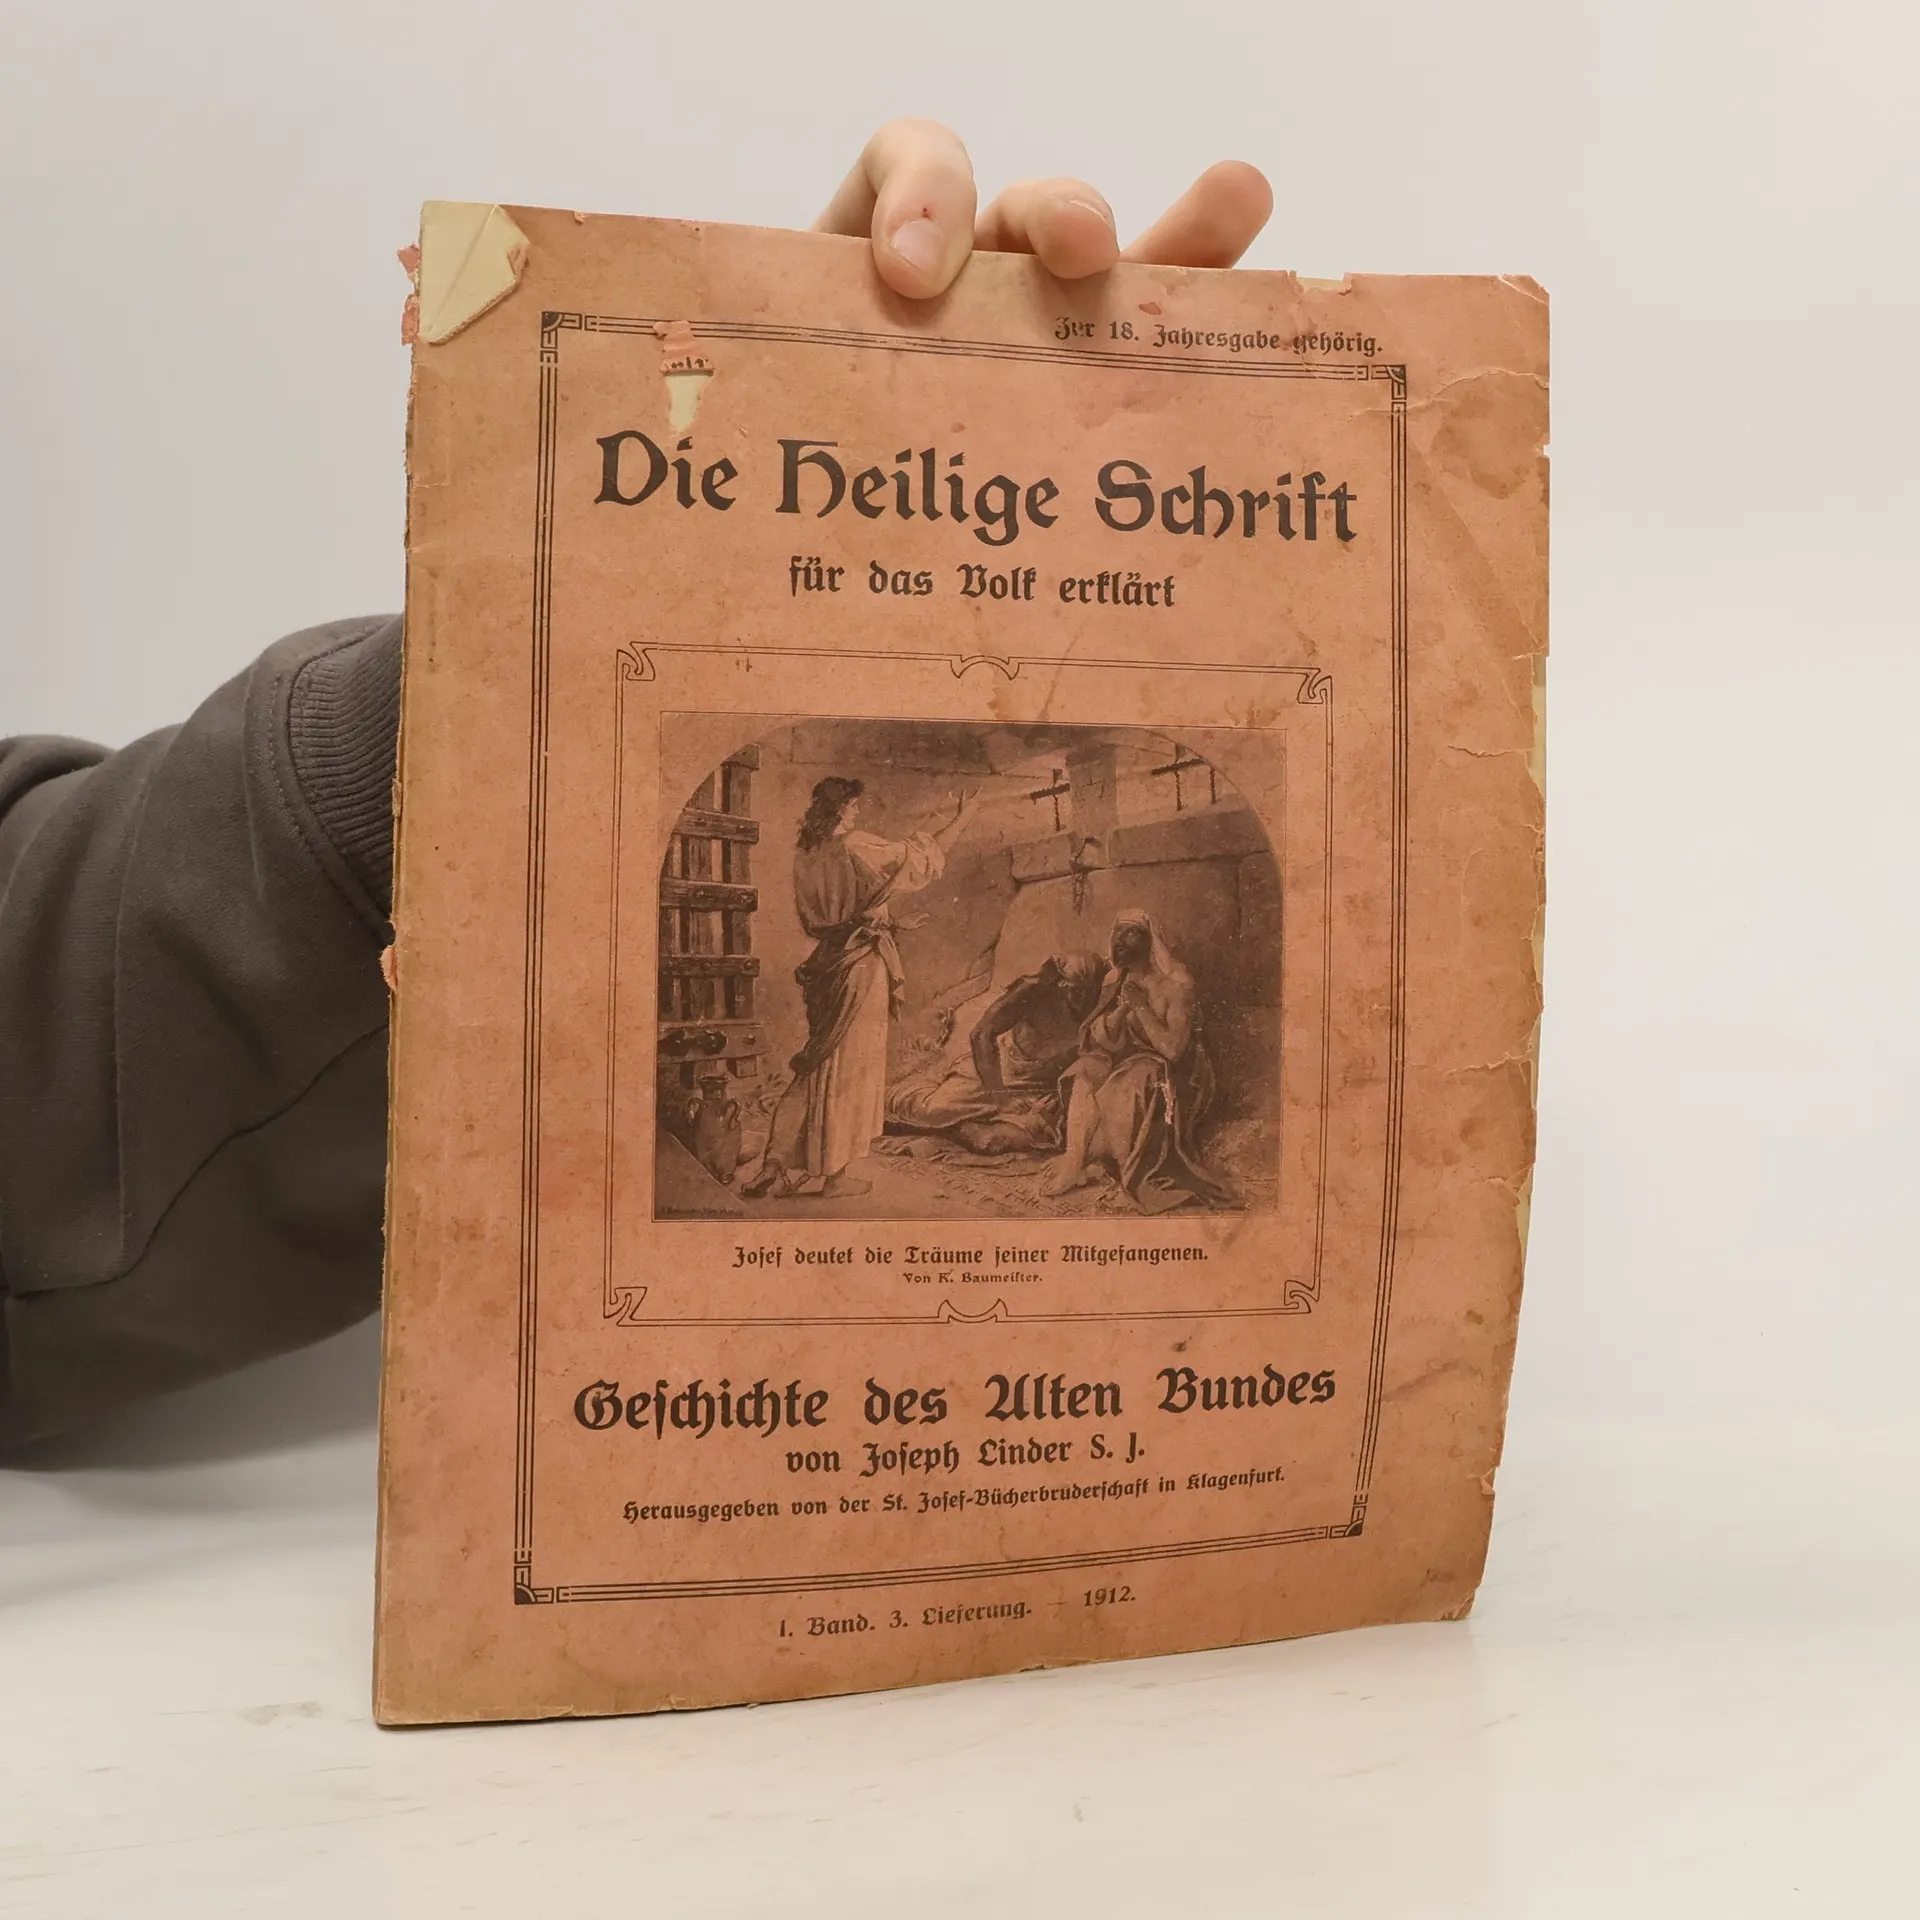 Zur 18. Jahresgabe gehörig.
Die Heilige Schrift
für das Volk erklärt
Josef deutet die Träume seiner Mitgefangenen.
Von K. Baumeister.
Geschichte des Alten Bundes
von Joseph Linder S. J.
Herausgegeben von der St. Josef-Bücherbruderschaft in Klagenfurt.
1. Band. 3. Lieferung. — 1912.